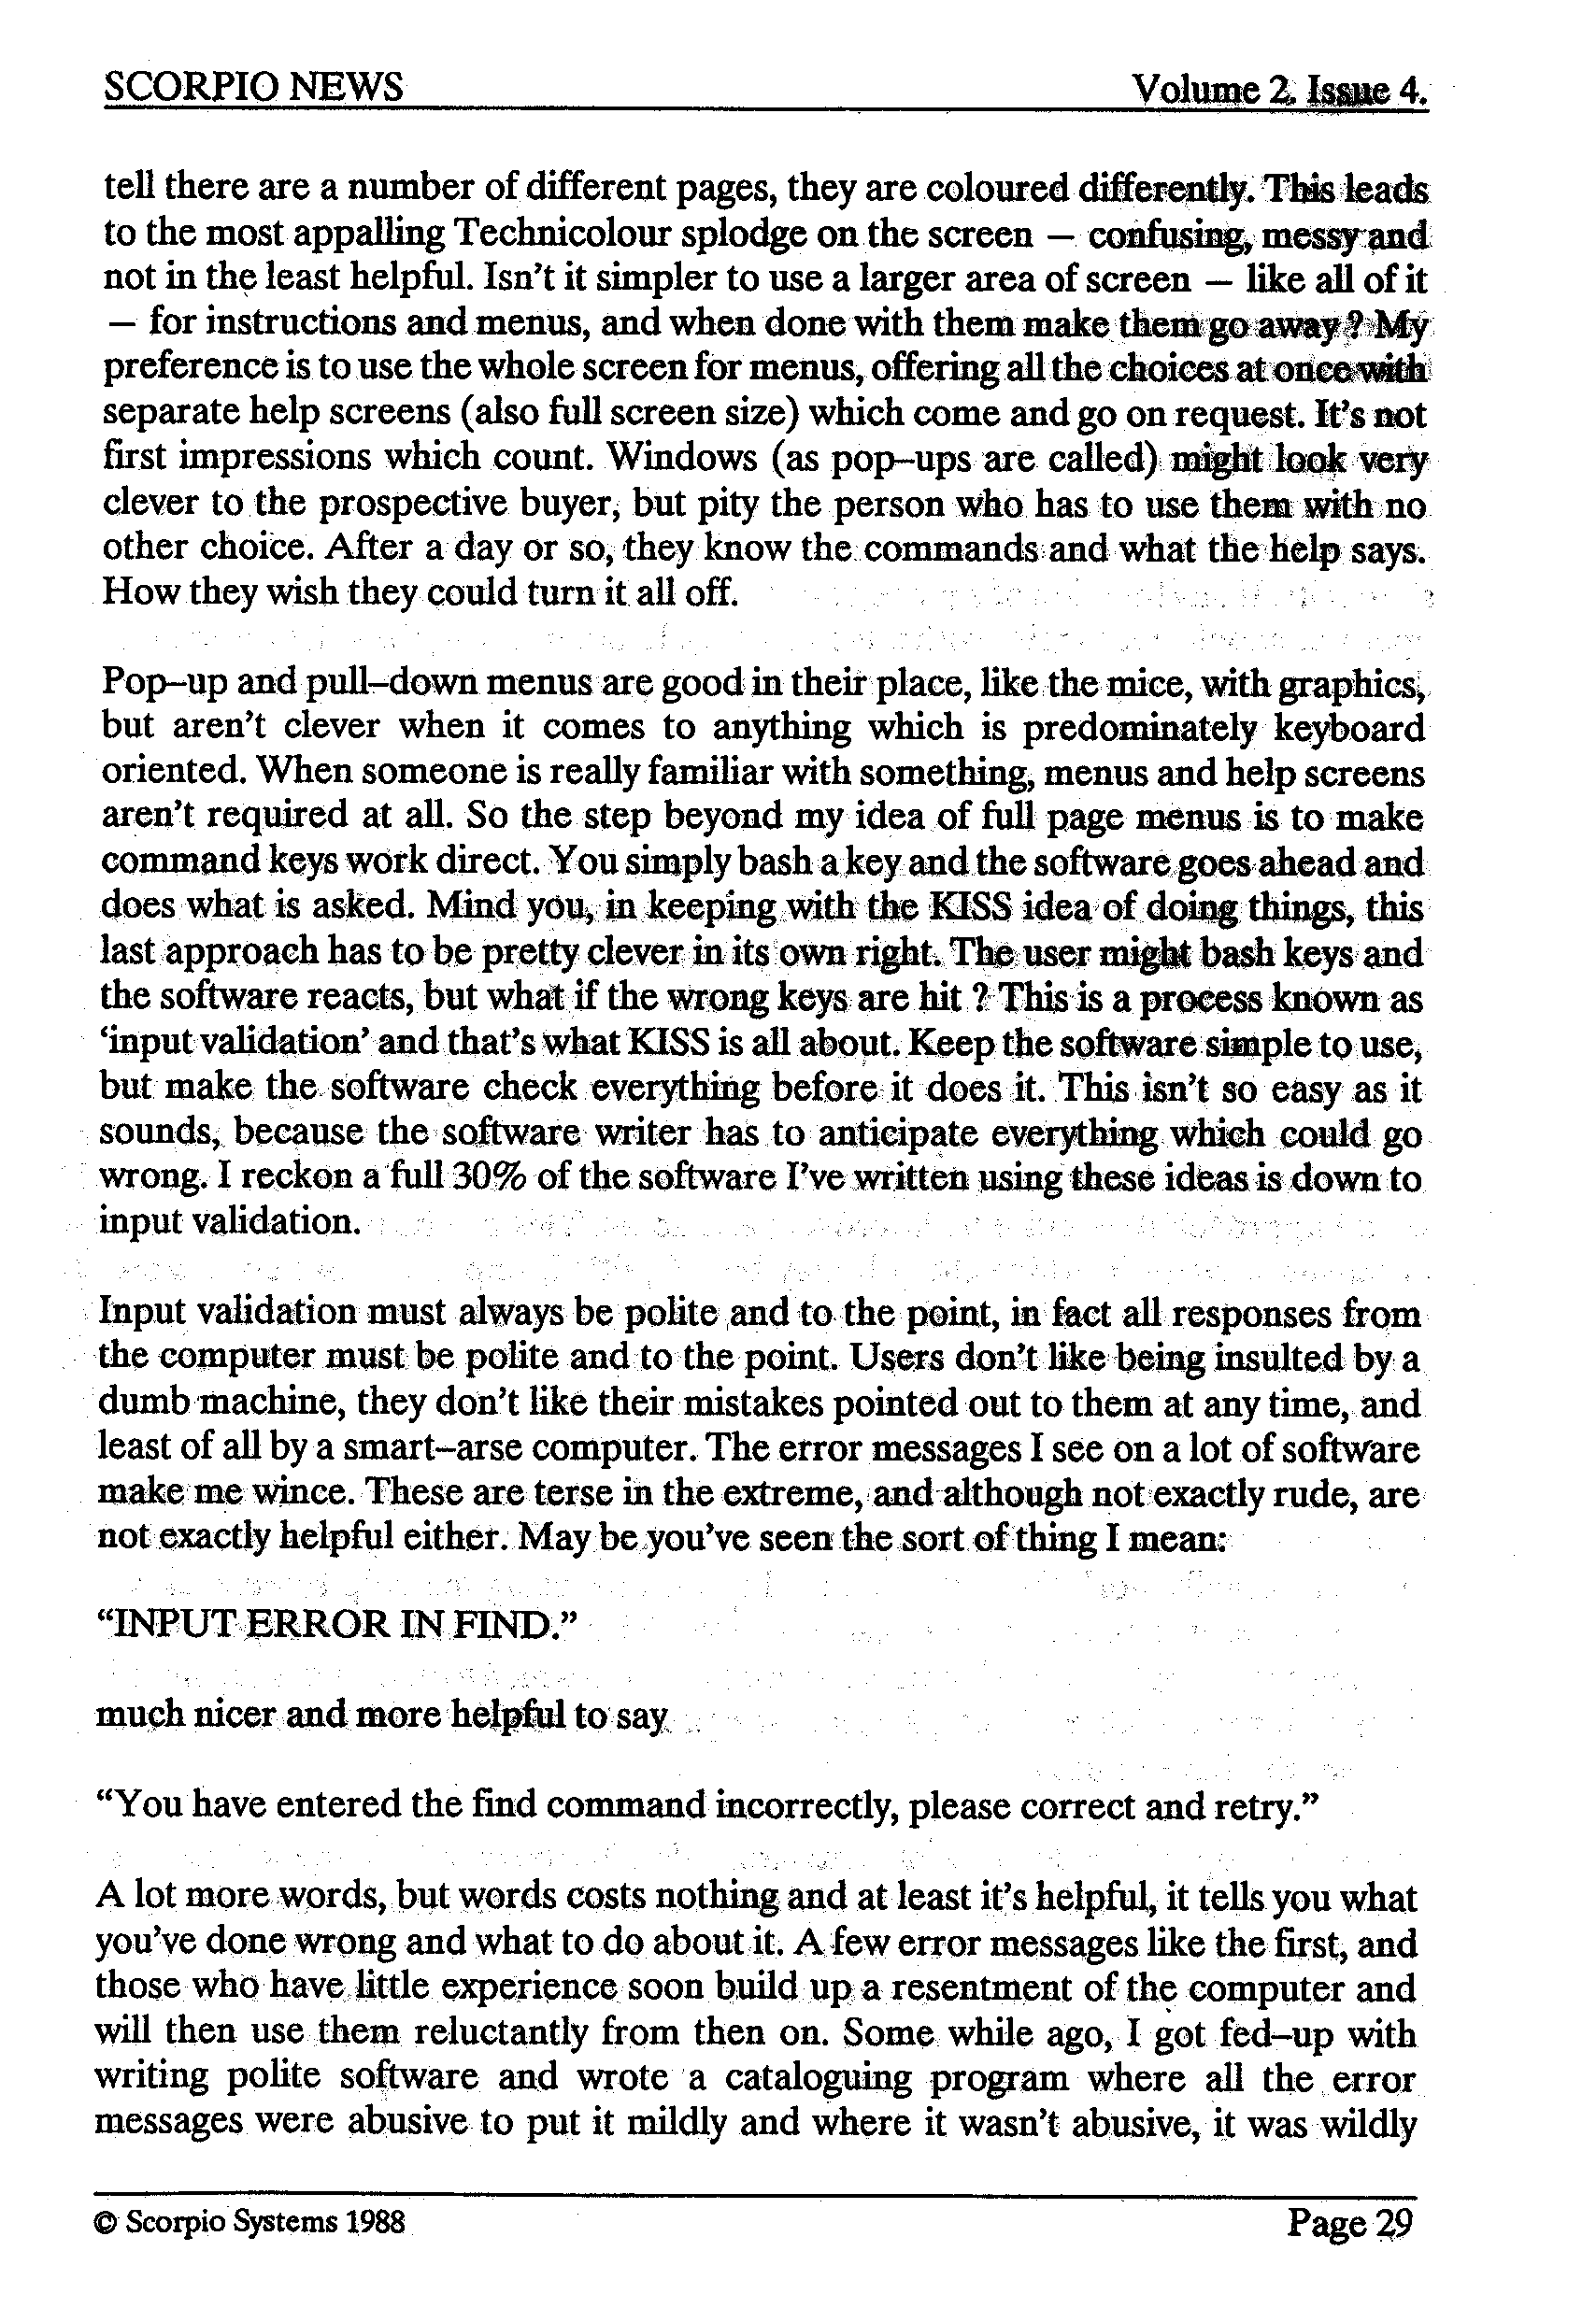 SCORPIO NEWS Volume 2, Issue 4.
tell there are a number of different pages, they are coloured differently. This leads
to the most appalling Technicolour splodge on the screen – confusing, messy and
not in the least helpful. Isn't it simpler to use a larger area of screen – like all of it
– for instructions and menus, and when done with them make them go away ? My
preference is to use the whole screen for menus, offering all the choices at once with
separate help screens (also full screen size) which come and go on request. It's not
first impressions which count. Windows (as pop–ups are called) might look very
clever to the prospective buyer, but pity the person who has to use them with no
other choice. After a day or so, they know the commands and what the help says.
How they wish they could turn it all off.
Pop–up and pull–down menus are good in their place, like the mice, with graphics,
but aren't clever when it comes to anything which is predominately keyboard
oriented. When someone is really familiar with something, menus and help screens
aren't required at all. So the step beyond my idea of full page menus is to make
command keys work direct. You simply bash a key and the software goes ahead and
does what is asked. Mind you, in keeping with the KISS idea of doing things, this
last approach has to be pretty clever in its own right. The user might bash keys and
the software reacts, but what if the wrong keys are hit ? This is a process known as
'input validation' and that's what KISS is all about. Keep the software simple to use,
but make the software check everything before it does it. This isn't so easy as it
sounds, because the software writer has to anticipate everything which could go
wrong. I reckon a full 30% of the software I've written using these ideas is down to
input validation.
Input validation must always be polite and to the point, in fact all responses from
the computer must be polite and to the point. Users don't like being insulted by a
dumb machine, they don't like their mistakes pointed out to them at any time, and
least of all by a smart–arse computer. The error messages I see on a lot of software
make me wince. These are terse in the extreme, and although not exactly rude, are
not exactly helpful either. May be you've seen the sort of thing I mean:
"INPUT ERROR IN FIND."
much nicer and more helpful to say
"You have entered the find command incorrectly, please correct and retry."
A lot more words, but words costs nothing and at least it's helpful, it tells you what
you've done wrong and what to do about it. A few error messages like the first, and
those who have little experience soon build up a resentment of the computer and
will then use them reluctantly from then on. Some while ago, I got fed–up with
writing polite software and wrote a cataloguing program where all the error
messages were abusive to put it mildly and where it wasn't abusive, it was wildly
© Scorpio Systems 1988 Page 29